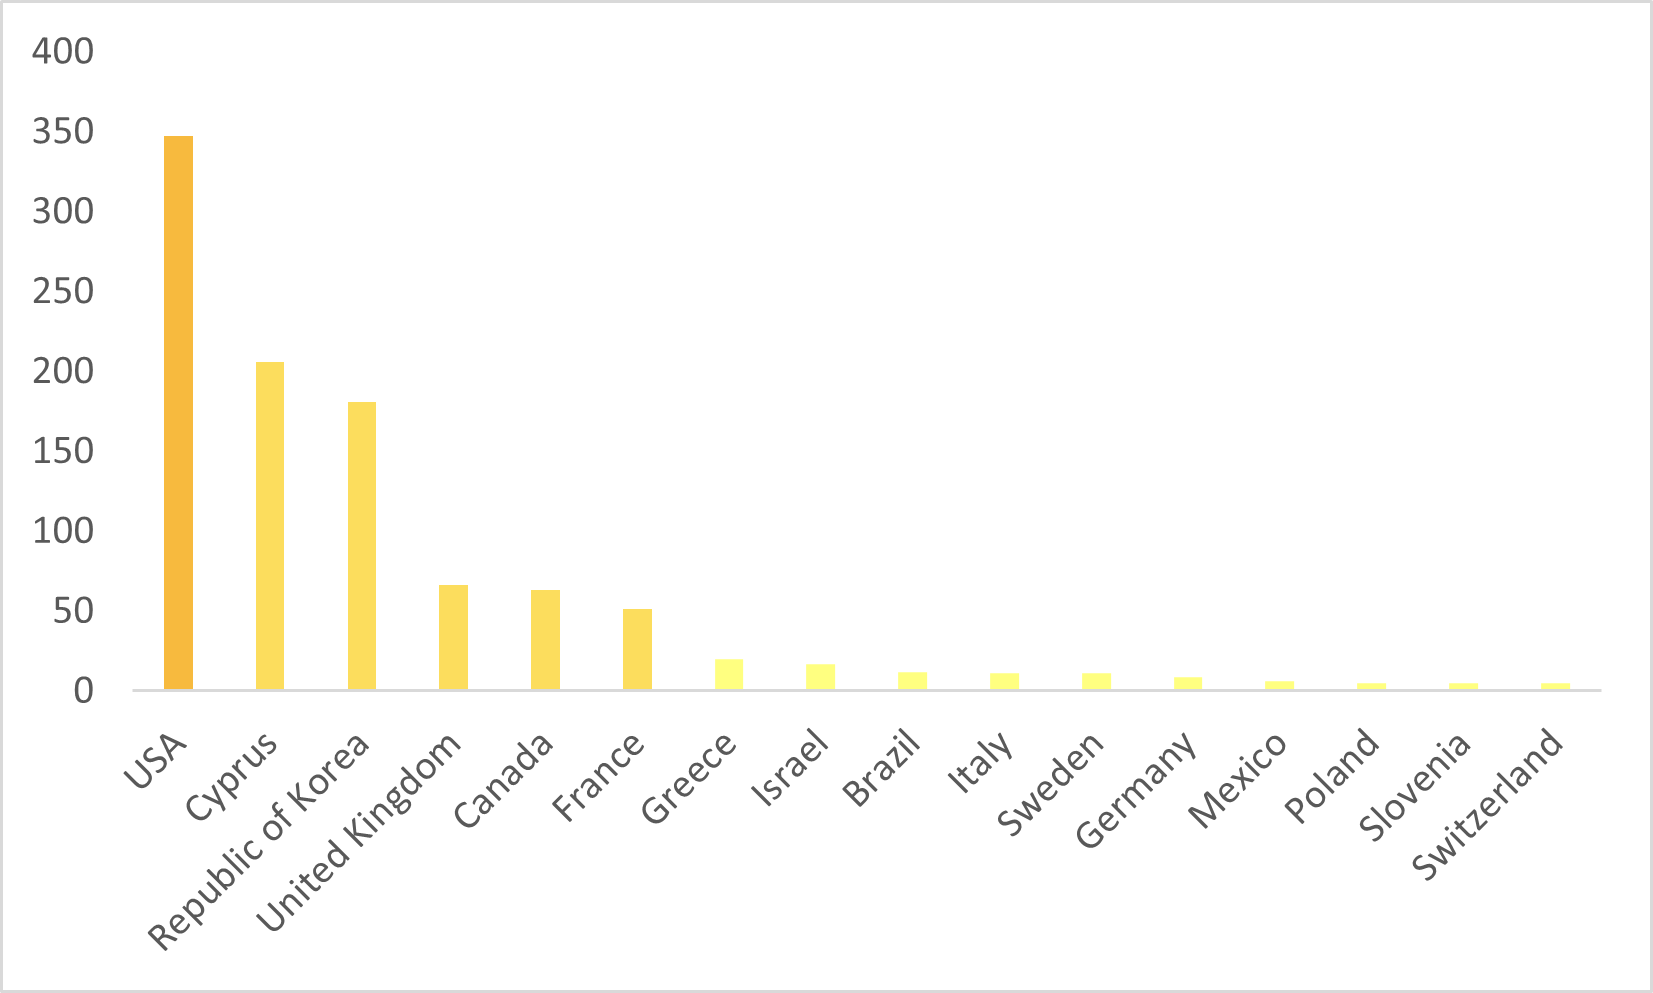 400
350
300
250
200
150
100
50
0
USA
Cyprus
Republic of Korea
United Kingdom
Canada
France
Greece
Israel
Brazil
Italy
Sweden
Germany
Mexico
Poland
Slovenia
Switzerland